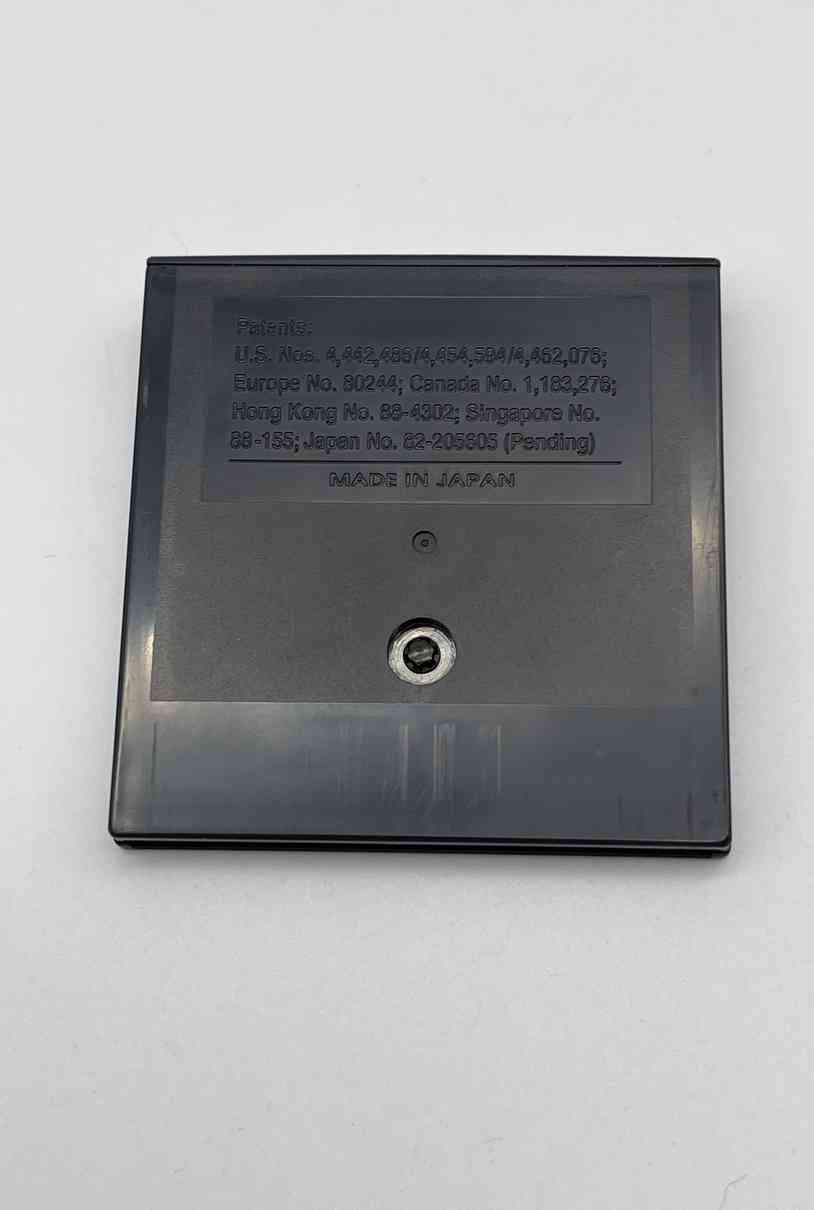 Patents:
U.S. Nos. 4,442,486/4,454,594/4,462,076;
Europe No. 80244; Canada No. 1,183,276;
Hong Kong No. 88-4302; Singapore No.
88-155; Japan No. 82-205605 (Pending)
MADE IN JAPAN